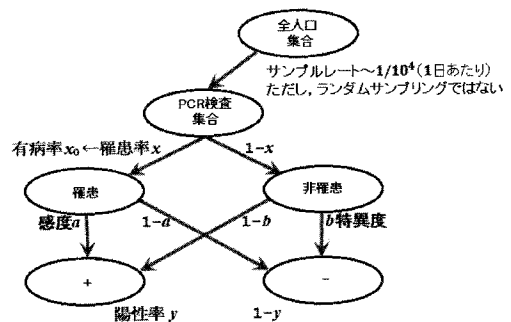 全人口
集合
サンプルレート~1/10⁴(1日あたり)
ただし,ランダムサンプリングではない
PCR検査
集合
有病率x₀←罹患率x
1-x
罹患
非罹患
感度a
1-a
1-b
b特異度
+
-
陽性率 y
1-y